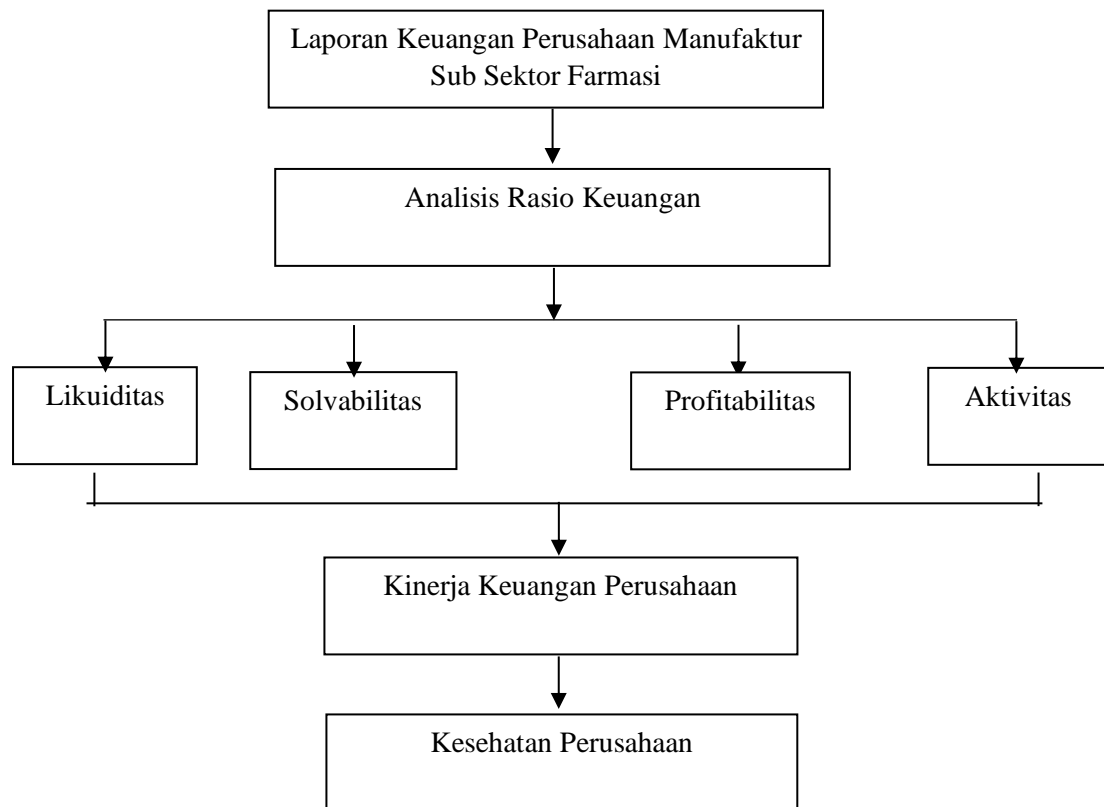 Laporan Keuangan Perusahaan Manufaktur
Sub Sektor Farmasi
Analisis Rasio Keuangan
Likuiditas
Solvabilitas
Profitabilitas
Aktivitas
Kinerja Keuangan Perusahaan
Kesehatan Perusahaan